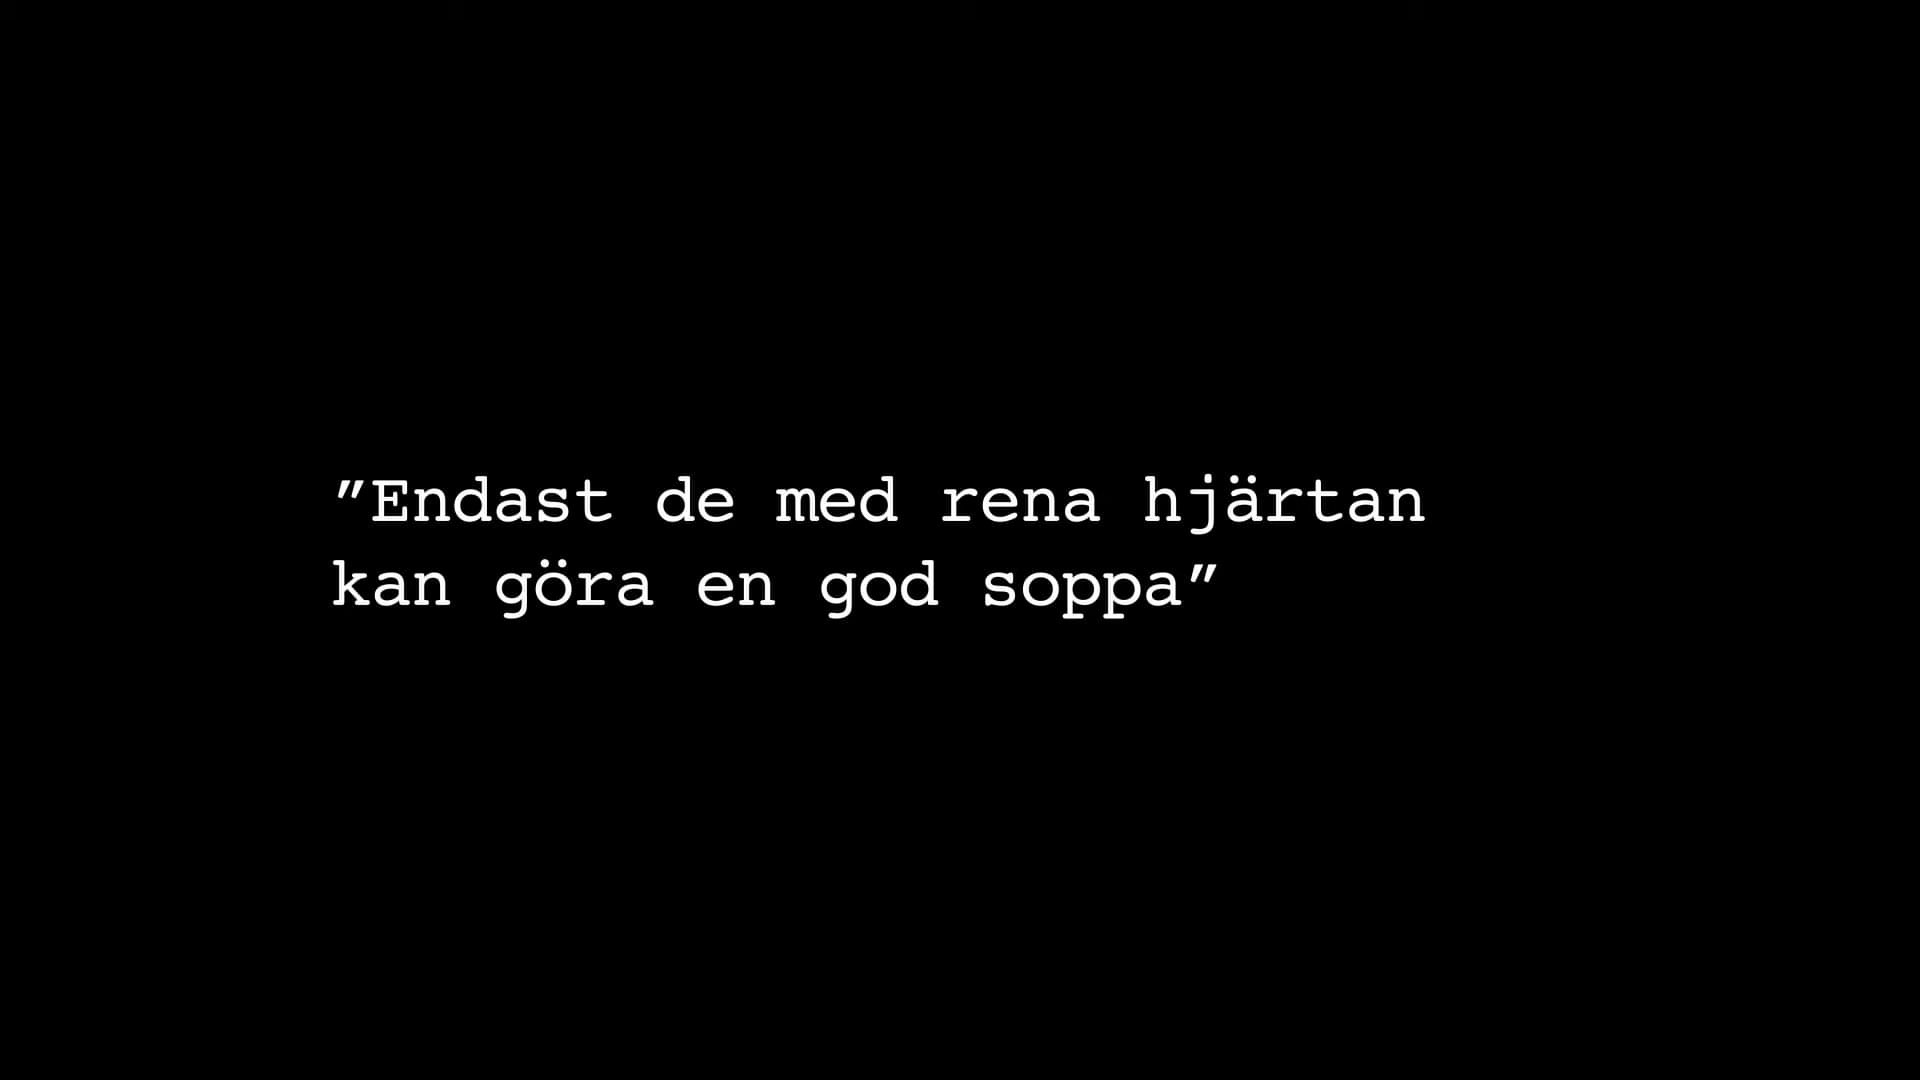 ”Endast de med rena hjärtan
kan göra en god soppa”